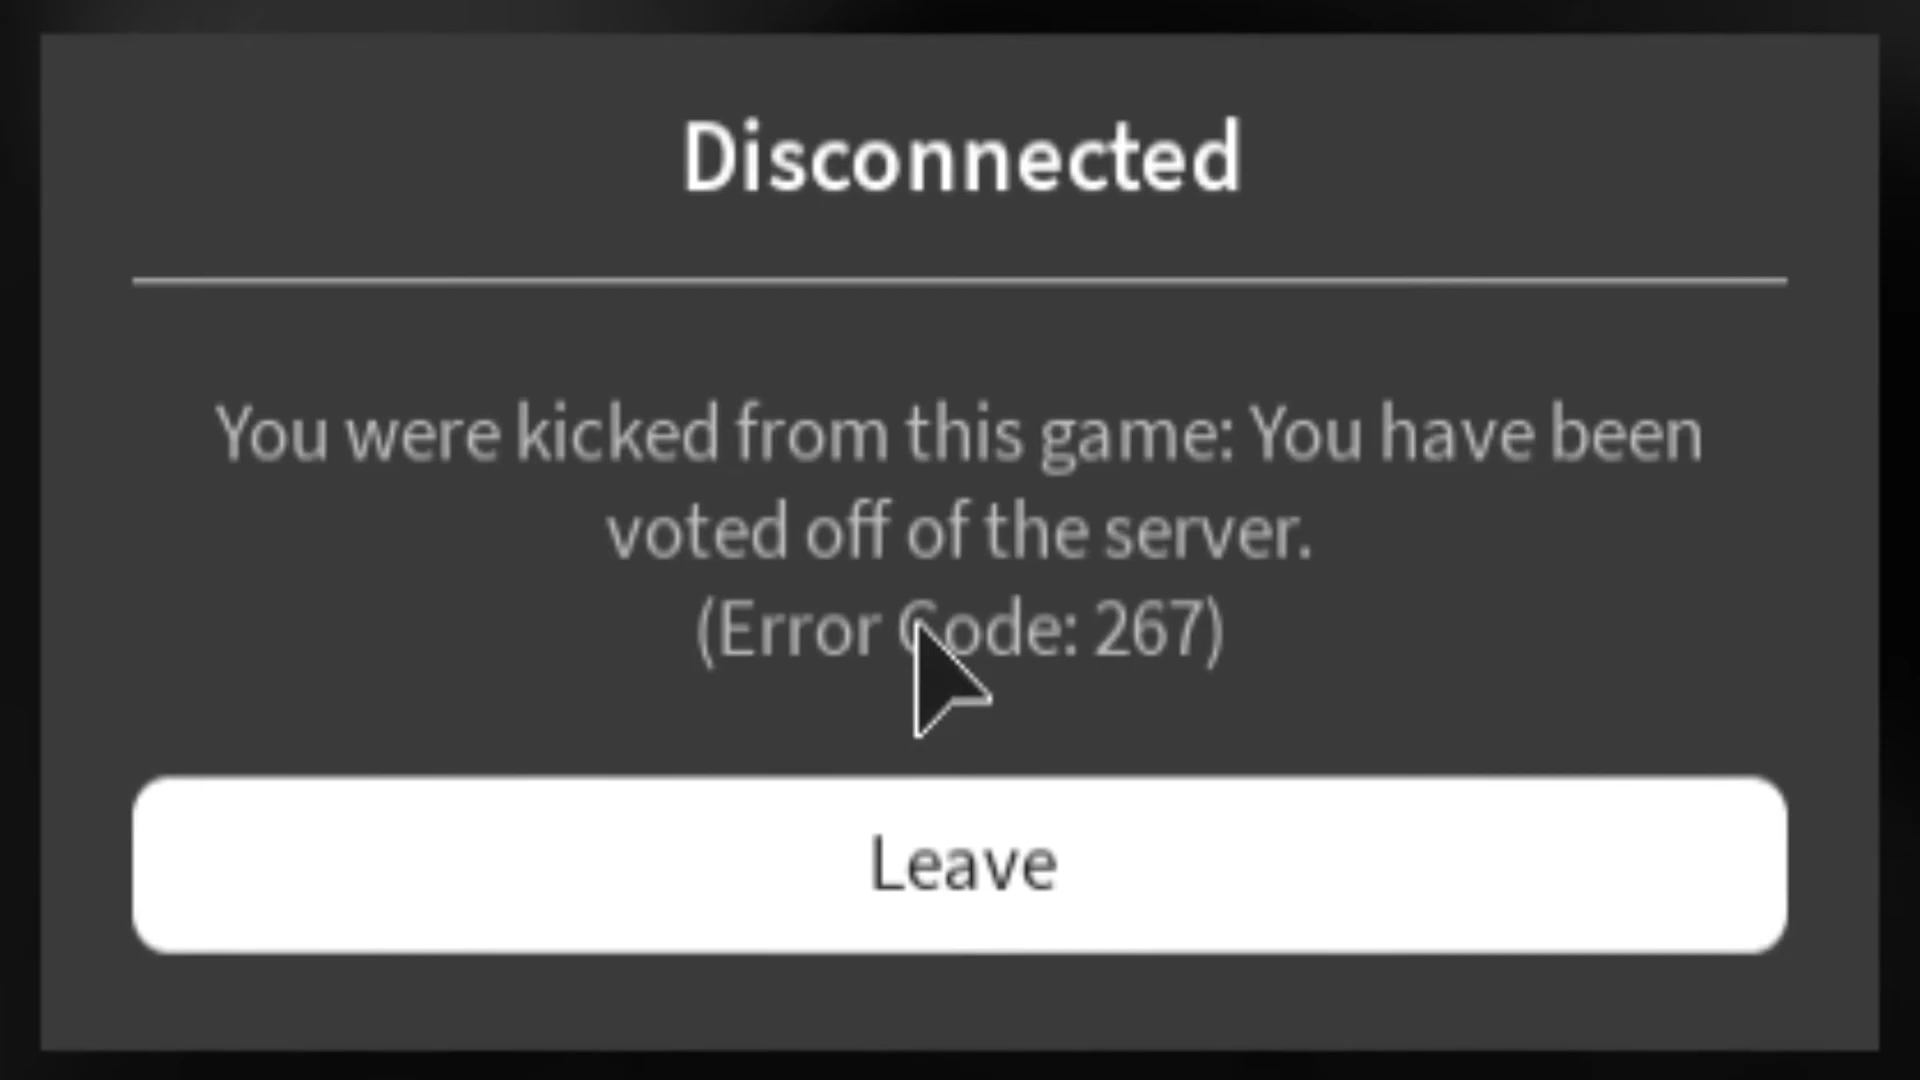 Disconnected
You were kicked from this game: You have been
voted off of the server.
(Error Code: 267)
Leave